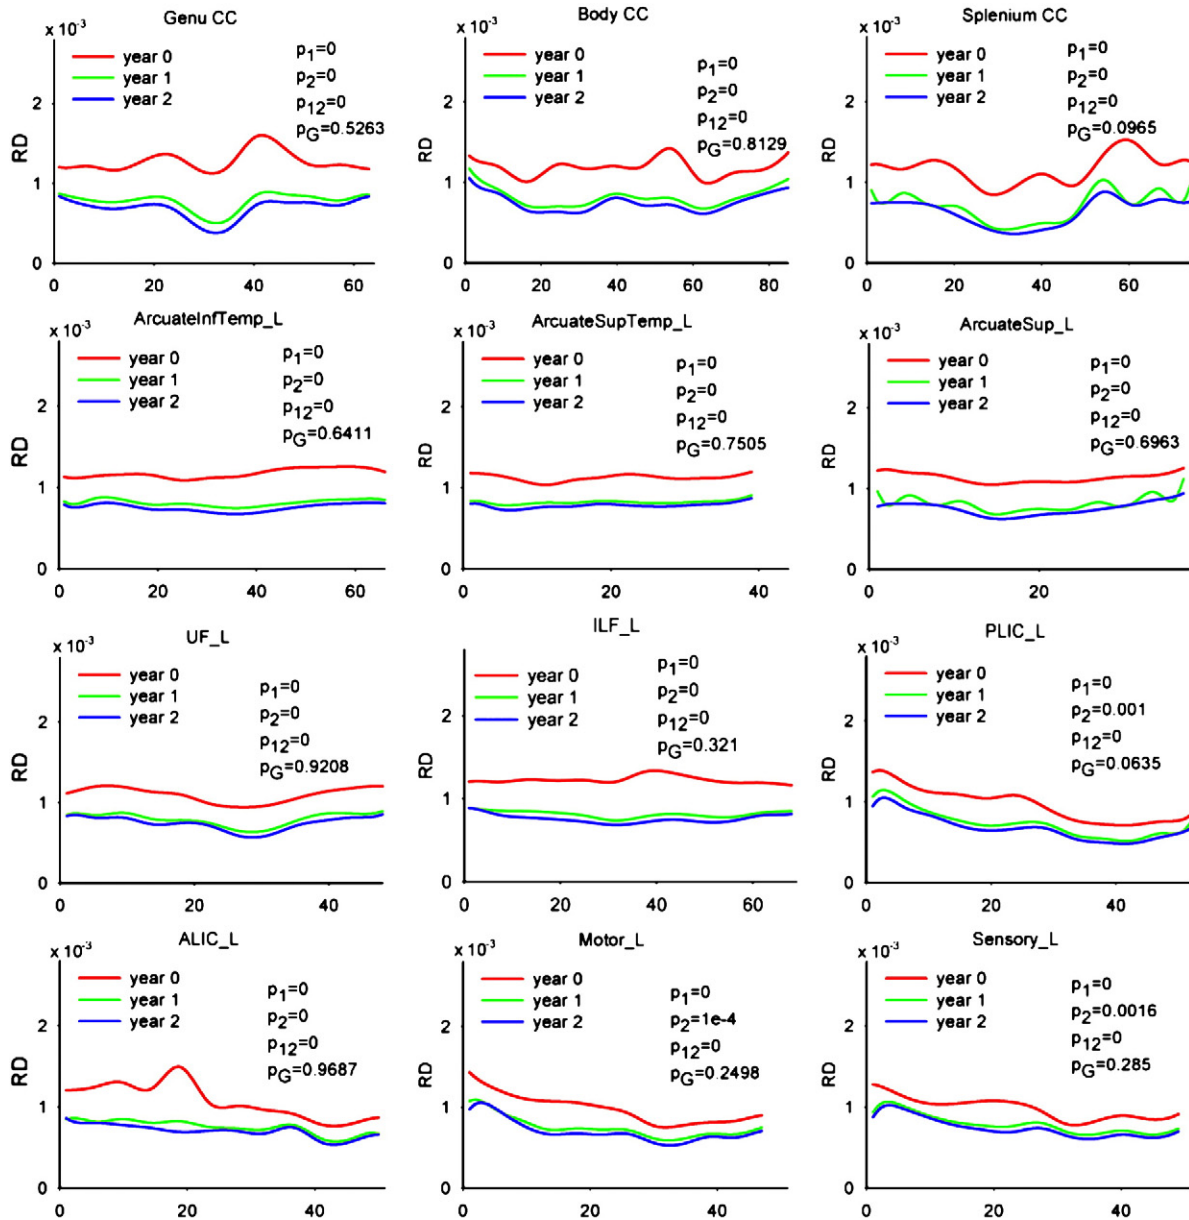 Genu CC
x 10-3
year 0
year 1
year 2
p1=0
p2=0
p12=0
pG=0.5263
RD
2
1
0
0 20 40 60
Body CC
x 10-3
year 0
year 1
year 2
p1=0
p2=0
p12=0
pG=0.8129
2
1
0
0 20 40 60 80
Splenium CC
x 10-3
year 0
year 1
year 2
p1=0
p2=0
p12=0
pG=0.0965
RD
2
1
0
0 20 40 60
ArcuateInfTemp_L
x 10-3
year 0
year 1
year 2
p1=0
p2=0
p12=0
pG=0.6411
RD
2
1
0
0 20 40 60
ArcuateSupTemp_L
x 10-3
year 0
year 1
year 2
p1=0
p2=0
p12=0
pG=0.7505
2
1
0
0 20 40
ArcuateSup_L
x 10-3
year 0
year 1
year 2
p1=0
p2=0
p12=0
pG=0.6963
RD
2
1
0
0 20
UF_L
x 10-3
year 0
year 1
year 2
p1=0
p2=0
p12=0
pG=0.9208
RD
2
1
0
0 20 40
ILF_L
x 10-3
year 0
year 1
year 2
p1=0
p2=0
p12=0
pG=0.321
RD
2
1
0
0 20 40 60
PLIC_L
x 10-3
year 0
year 1
year 2
p1=0
p2=0.001
p12=0
pG=0.0635
RD
2
1
0
0 20 40
ALIC_L
x 10-3
year 0
year 1
year 2
p1=0
p2=0
p12=0
pG=0.9687
RD
2
1
0
0 20 40
Motor_L
x 10-3
year 0
year 1
year 2
p1=0
p2=1e-4
p12=0
pG=0.2498
RD
2
1
0
0 20 40
Sensory_L
x 10-3
year 0
year 1
year 2
p1=0
p2=0.0016
p12=0
pG=0.285
RD
2
1
0
0 20 40